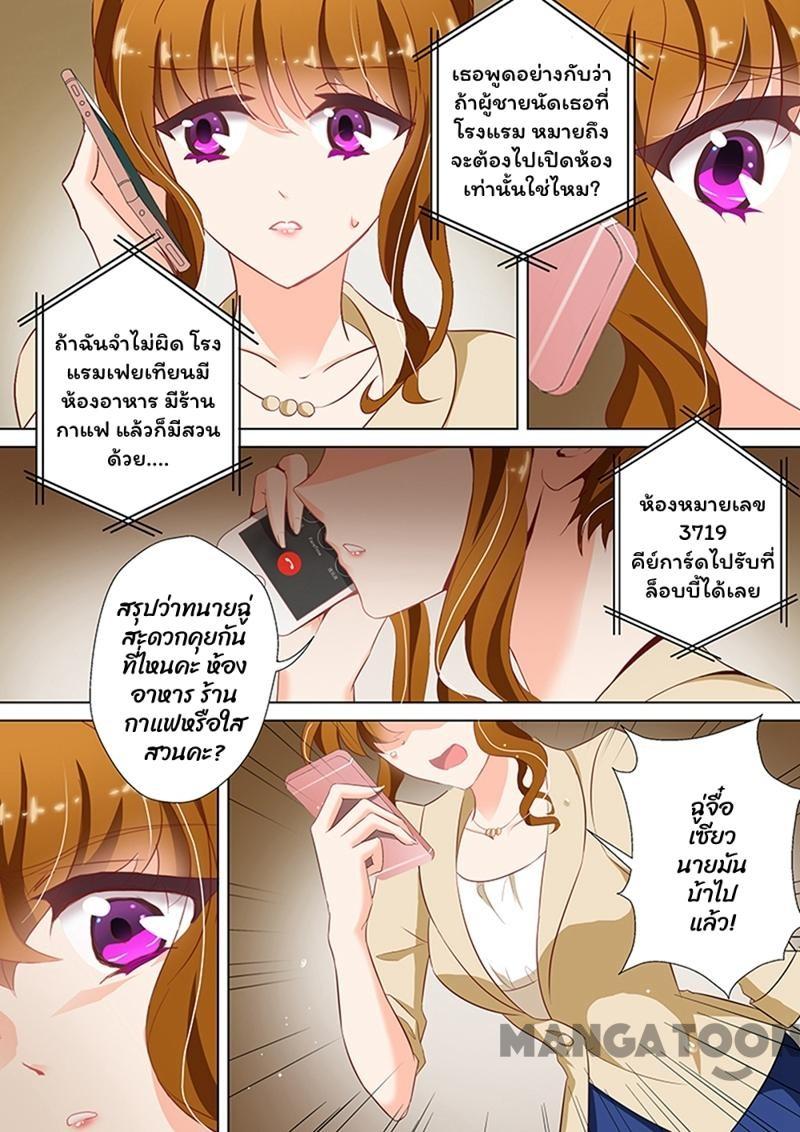 เธอพูดอย่างกับว่า
ถ้าผู้ชายนัดเธอที่
โรงแรม หมายถึง
จะต้องไปเปิดห้อง
เท่านั้นใช่ไหม?
ถ้าฉันจำไม่ผิด โรง
แรมเฟยเทียนมี
ห้องอาหาร มีร้าน
กาแฟ แล้วก็มีสวน
ด้วย....
สรุปว่าทนายฉู่
สะดวกคุยกัน
ที่ไหนคะ ห้อง
อาหาร ร้าน
กาแฟหรือใส
สวนคะ?
ห้องหมายเลข
3719
คีย์การ์ดไปรับที่
ล็อบบี้ได้เลย
ฉู่จื่อ
เซียว
นายมัน
บ้าไป
แล้ว!
MANGATOON